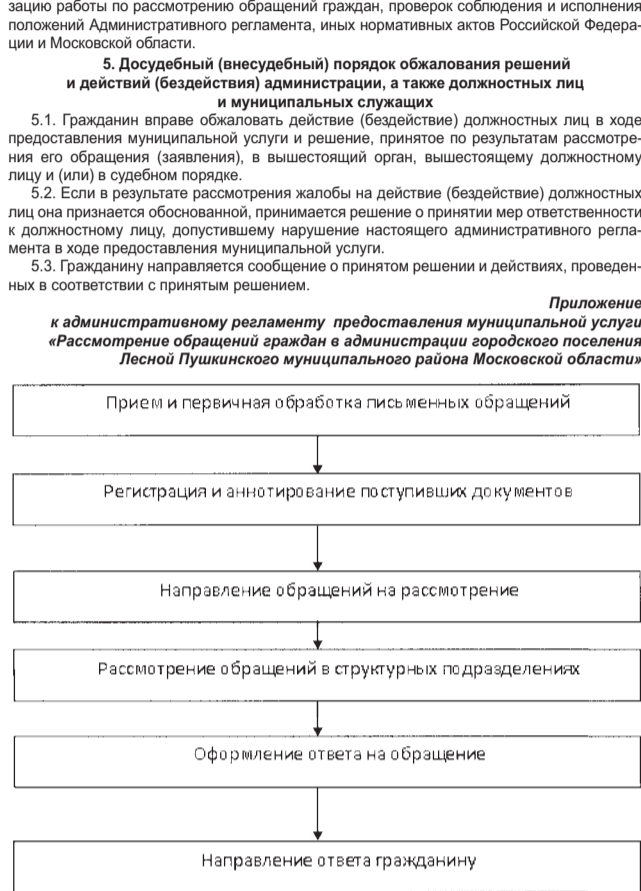 зацию работы по рассмотрению обращений граждан, проверок соблюдения и исполнения
положений Административного регламента, иных нормативных актов Российской Федера-
ции и Московской области.
5. Досудебный (внесудебный) порядок обжалования решений
и действий (бездействия) администрации, а также должностных лиц
и муниципальных служащих
5.1. Гражданин вправе обжаловать действие (бездействие) должностных лиц в ходе
предоставления муниципальной услуги и решение, принятое по результатам рассмотре-
ния его обращения (заявления), в вышестоящий орган, вышестоящему должностному
лицу и (или) в судебном порядке.
5.2. Если в результате рассмотрения жалобы на действие (бездействие) должностных
лиц она признается обоснованной, принимается решение о принятии мер ответственности
к должностному лицу, допустившему нарушение настоящего административного регла-
мента в ходе предоставления муниципальной услуги.
5.3. Гражданину направляется сообщение о принятом решении и действиях, проведен-
ных в соответствии с принятым решением.
Приложение
к административному регламенту предоставления муниципальной услуги
«Рассмотрение обращений граждан в администрации городского поселения
Лесной Пушкинского муниципального района Московской области»
Прием и первичная обработка письменных обращений
Регистрация и аннотирование поступивших документов
Направление обращений на рассмотрение
Рассмотрение обращений в структурных подразделениях
Оформление ответа на обращение
Направление ответа гражданину